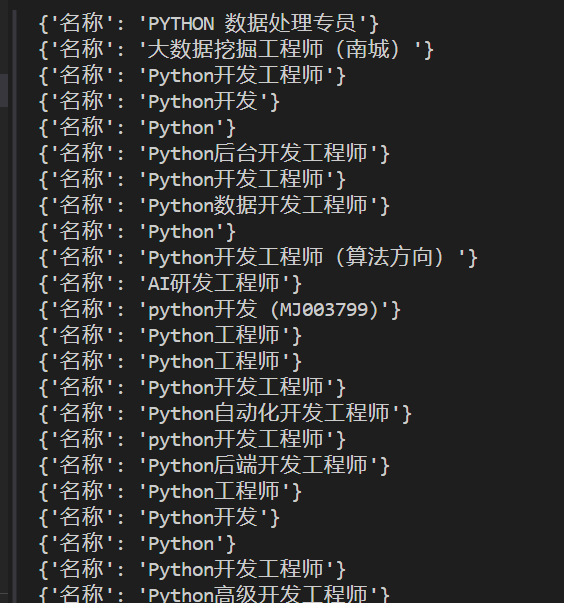 {'名称': 'PYTHON 数据处理专员'}
{'名称': '大数据挖掘工程师（南城）'}
{'名称': 'Python开发工程师'}
{'名称': 'Python开发'}
{'名称': 'Python'}
{'名称': 'Python后台开发工程师'}
{'名称': 'Python开发工程师'}
{'名称': 'Python数据开发工程师'}
{'名称': 'Python'}
{'名称': 'Python开发工程师（算法方向）'}
{'名称': 'AI研发工程师'}
{'名称': 'python开发 (MJ003799)'}
{'名称': 'Python工程师'}
{'名称': 'Python工程师'}
{'名称': 'Python开发工程师'}
{'名称': 'Python自动化开发工程师'}
{'名称': 'python开发工程师'}
{'名称': 'Python后端开发工程师'}
{'名称': 'Python工程师'}
{'名称': 'Python开发'}
{'名称': 'Python'}
{'名称': 'Python开发工程师'}
{'名称': 'Python高级开发工程师'}